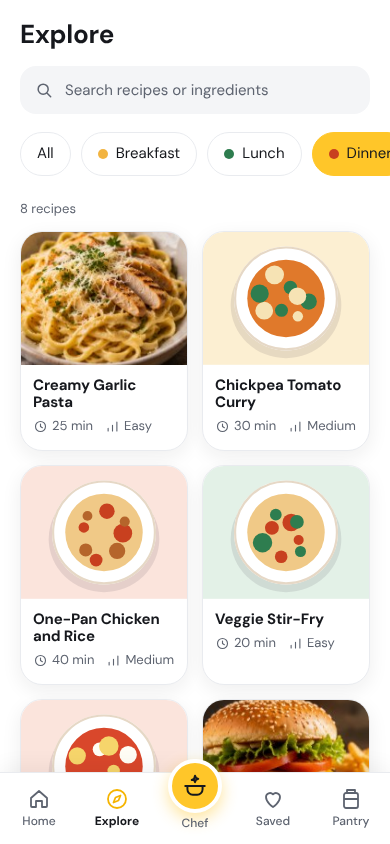 Explore
Search recipes or ingredients
All
Breakfast
Lunch
Dinner
8 recipes
Creamy Garlic
Pasta
25 min
Easy
Chickpea Tomato
Curry
30 min
Medium
One-Pan Chicken
and Rice
40 min
Medium
Veggie Stir-Fry
20 min
Easy
Home
Explore
Chef
Saved
Pantry